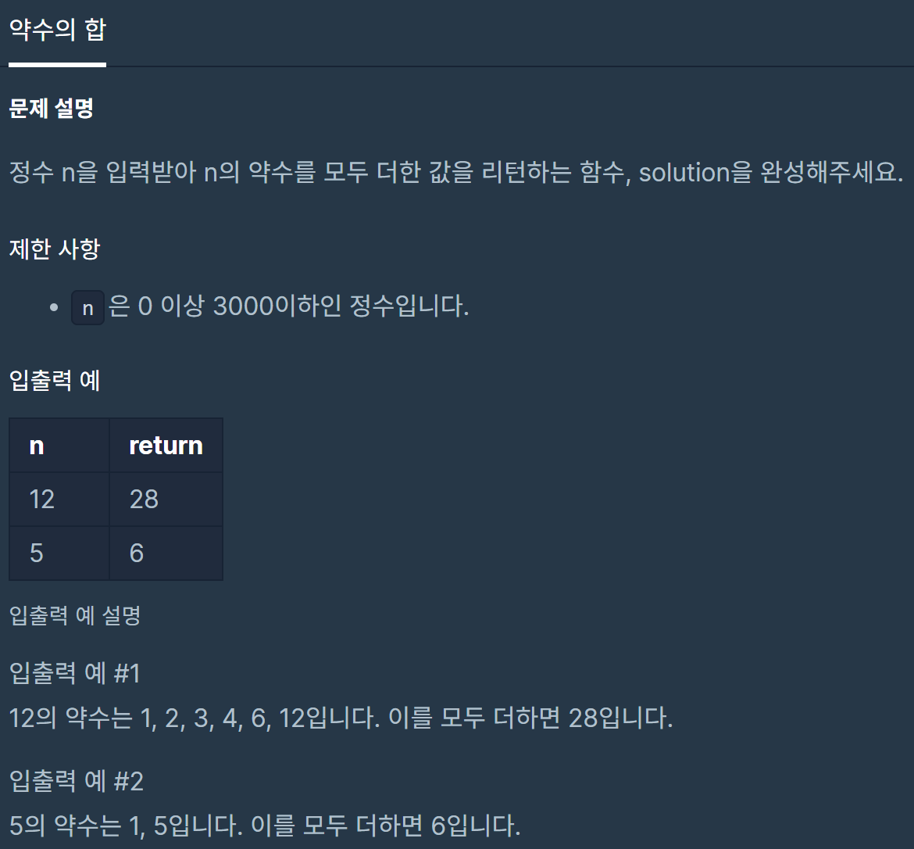 약수의 합
문제 설명
정수 n을 입력받아 n의 약수를 모두 더한 값을 리턴하는 함수, solution을 완성해주세요.
제한 사항
• n 은 0 이상 3000이하인 정수입니다.
입출력 예
n return
12 28
5 6
입출력 예 설명
입출력 예 #1
12의 약수는 1, 2, 3, 4, 6, 12입니다. 이를 모두 더하면 28입니다.
입출력 예 #2
5의 약수는 1, 5입니다. 이를 모두 더하면 6입니다.